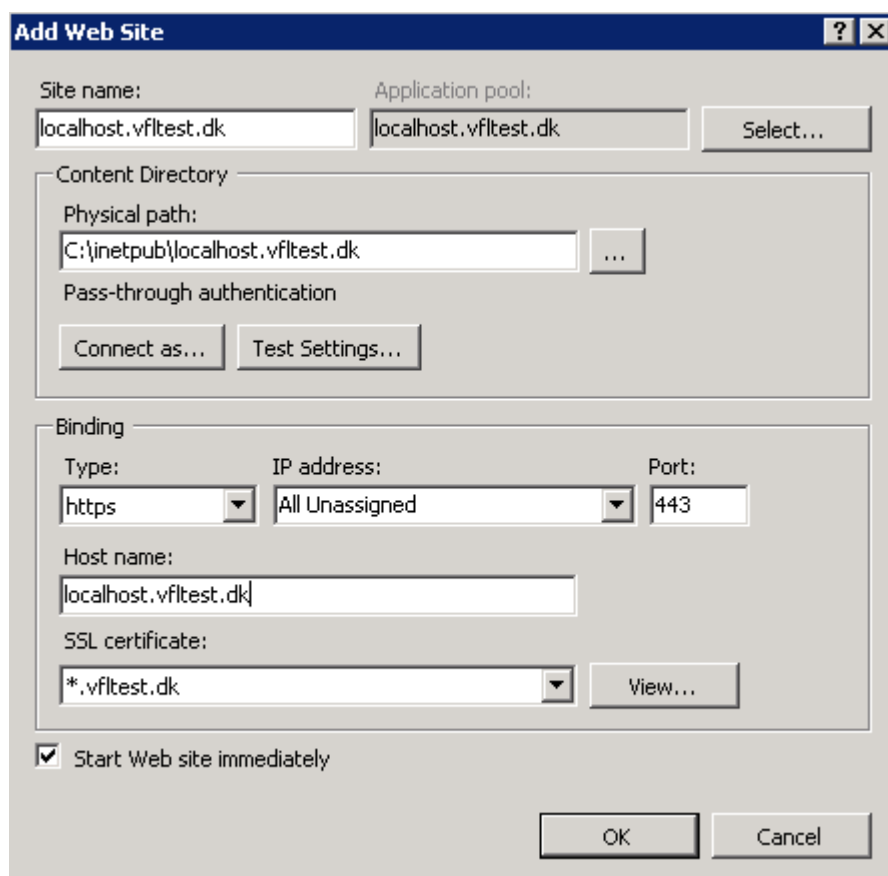 Add Web Site
Site name: Application pool:
localhost.vfltest.dk localhost.vfltest.dk Select...
Content Directory
Physical path:
C:\inetpub\localhost.vfltest.dk ...
Pass-through authentication
Connect as... Test Settings...
Binding
Type: IP address: Port:
https All Unassigned 443
Host name:
localhost.vfltest.dk
SSL certificate:
*.vfltest.dk View...
Start Web site immediately
OK Cancel